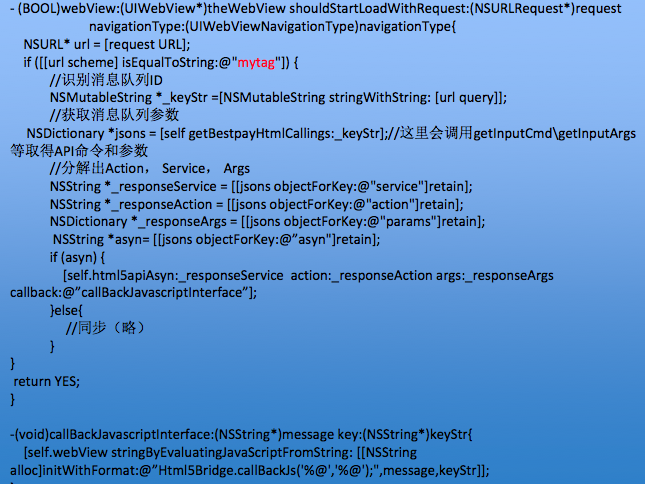 - (BOOL)webView:(UIWebView*)theWebView shouldStartLoadWithRequest:(NSURLRequest*)request
navigationType:(UIWebViewNavigationType)navigationType{
NSURL* url = [request URL];
if ([[url scheme] isEqualToString:@"mytag"]) {
//识别消息队列ID
NSMutableString *_keyStr =[NSMutableString stringWithString: [url query]];
//获取消息队列参数
NSDictionary *jsons = [self getBestpayHtmlCallings:_keyStr];//这里会调用getInputCmd\getInputArgs
等取得API命令和参数
//分解出Action， Service， Args
NSString *_responseService = [[jsons objectForKey:@"service"]retain];
NSString *_responseAction = [[jsons objectForKey:@"action"]retain];
NSDictionary *_responseArgs = [[jsons objectForKey:@"params"]retain];
NSString *asyn= [[jsons objectForKey:@”asyn"]retain];
if (asyn) {
[self.html5apiAsyn:_responseService action:_responseAction args:_responseArgs
callback:@”callBackJavascriptInterface”];
}else{
//同步（略）
}
}
return YES;
}
-(void)callBackJavascriptInterface:(NSString*)message key:(NSString*)keyStr{
[self.webView stringByEvaluatingJavaScriptFromString: [[NSString
alloc]initWithFormat:@”Html5Bridge.callBackJs('%@','%@');",message,keyStr]];